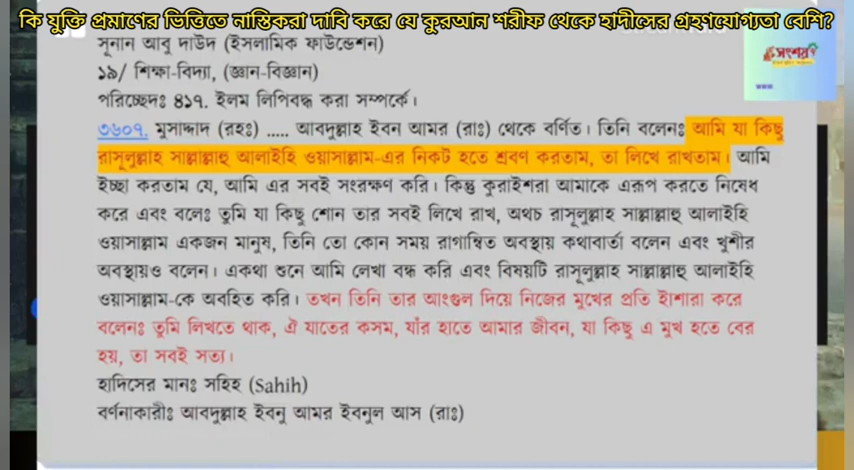 কি যুক্তি প্রমাণের ভিত্তিতে নাস্তিকরা দাবি করে যে কুরআন শরীফ থেকে হাদীসের গ্রহণযোগ্যতা বেশি?
সূনান আবু দাউদ (ইসলামিক ফাউন্ডেশন)
সংশয়
www
১৯/ শিক্ষা-বিদ্যা, (জ্ঞান-বিজ্ঞান)
পরিচ্ছেদঃ ৪১৭. ইলম লিপিবদ্ধ করা সম্পর্কে।
৩৬০৭. মুসাদ্দাদ (রহঃ) ..... আবদুল্লাহ ইবন আমর (রাঃ) থেকে বর্ণিত। তিনি বলেনঃ আমি যা কিছু
রাসূলুল্লাহ সাল্লাল্লাহু আলাইহি ওয়াসাল্লাম-এর নিকট হতে শ্রবণ করতাম, তা লিখে রাখতাম। আমি
ইচ্ছা করতাম যে, আমি এর সবই সংরক্ষণ করি। কিন্তু কুরাইশরা আমাকে এরূপ করতে নিষেধ
করে এবং বলেঃ তুমি যা কিছু শোন তার সবই লিখে রাখ, অথচ রাসূলুল্লাহ সাল্লাল্লাহু আলাইহি
ওয়াসাল্লাম একজন মানুষ, তিনি তো কোন সময় রাগান্বিত অবস্থায় কথাবার্তা বলেন এবং খুশীর
অবস্থায়ও বলেন। একথা শুনে আমি লেখা বন্ধ করি এবং বিষয়টি রাসূলুল্লাহ সাল্লাল্লাহু আলাইহি
ওয়াসাল্লাম-কে অবহিত করি। তখন তিনি তার আংগুল দিয়ে নিজের মুখের প্রতি ইাশারা করে
বলেনঃ তুমি লিখতে থাক, ঐ যাতের কসম, যাঁর হাতে আমার জীবন, যা কিছু এ মুখ হতে বের
হয়, তা সবই সত্য।
হাদিসের মানঃ সহিহ (Sahih)
বর্ণনাকারীঃ আবদুল্লাহ ইবনু আমর ইবনুল আস (রাঃ)